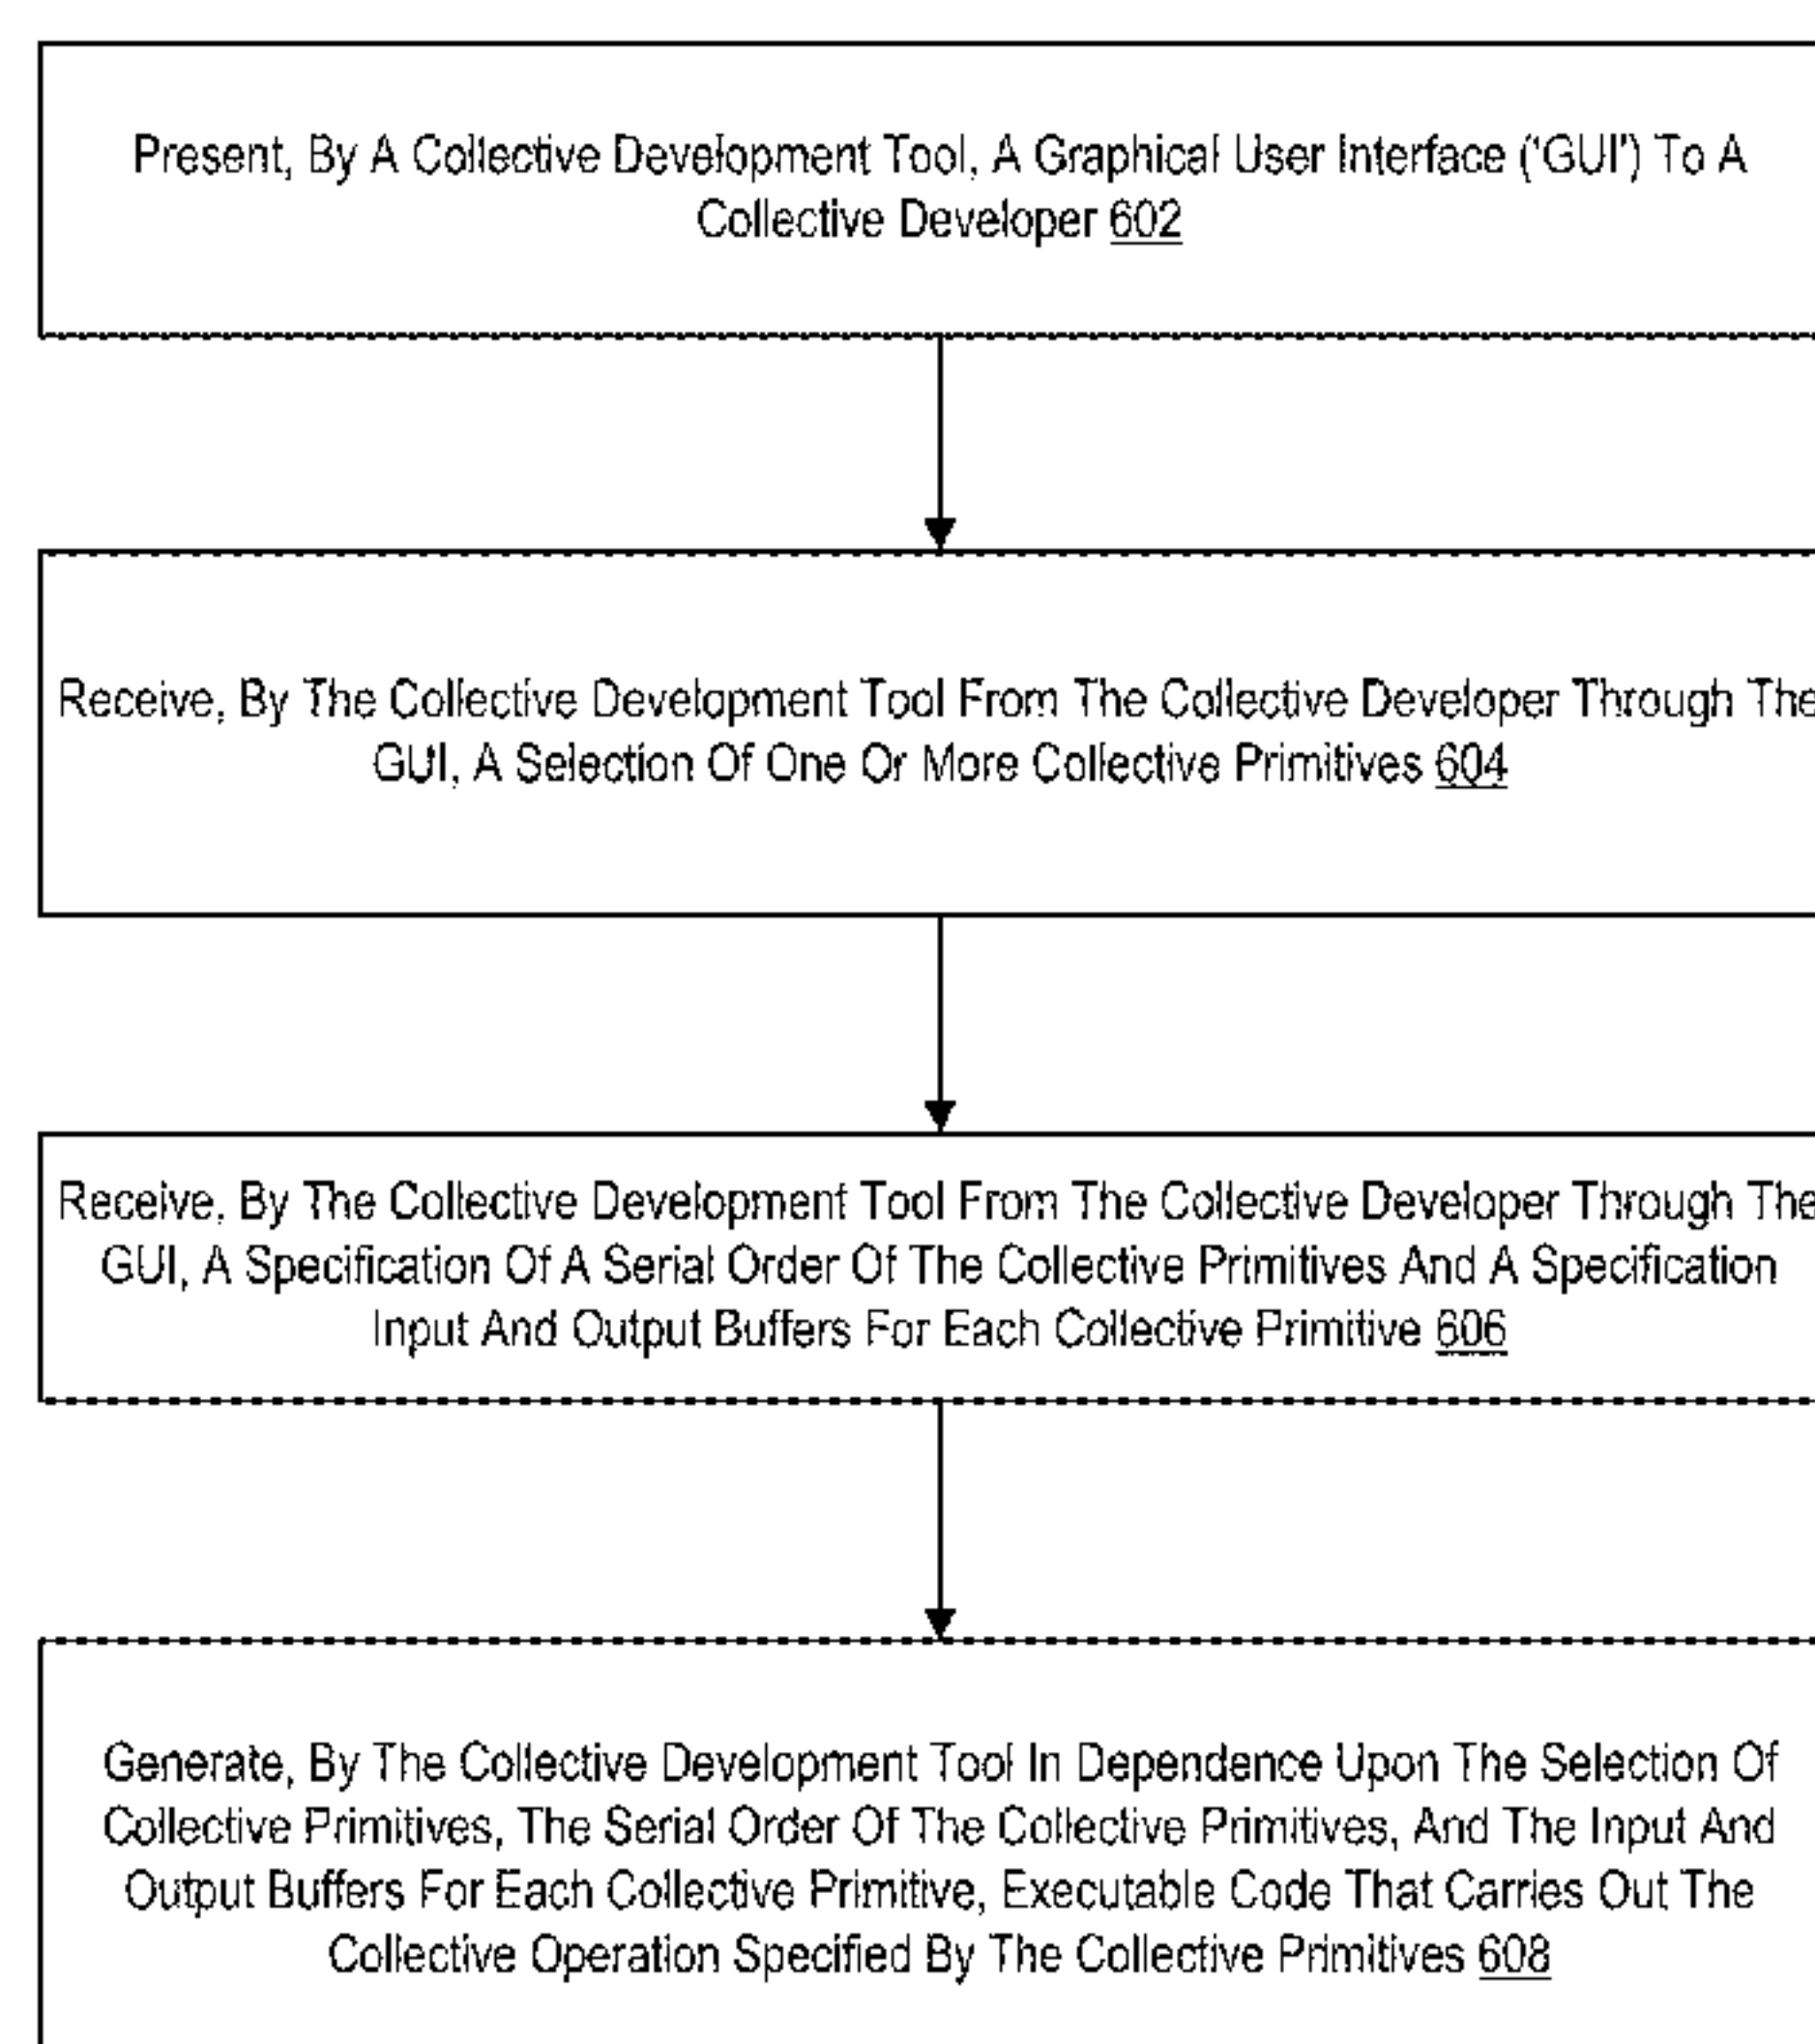 Present, By A Collective Development Tool, A Graphical User Interface ('GUI') To A
Collective Developer 602
Receive, By The Collective Development Tool From The Collective Developer Through The
GUI, A Selection Of One Or More Collective Primitives 604
Receive, By The Collective Development Tool From The Collective Developer Through The
GUI, A Specification Of A Serial Order Of The Collective Primitives And A Specification
Input And Output Buffers For Each Collective Primitive 606
Generate, By The Collective Development Tool In Dependence Upon The Selection Of
Collective Primitives, The Serial Order Of The Collective Primitives, And The Input And
Output Buffers For Each Collective Primitive, Executable Code That Carries Out The
Collective Operation Specified By The Collective Primitives 608